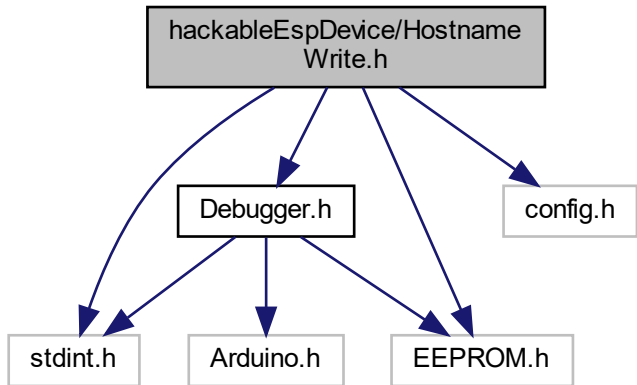 hackableEspDevice/Hostname
Write.h
Debugger.h
config.h
stdint.h
Arduino.h
EEPROM.h